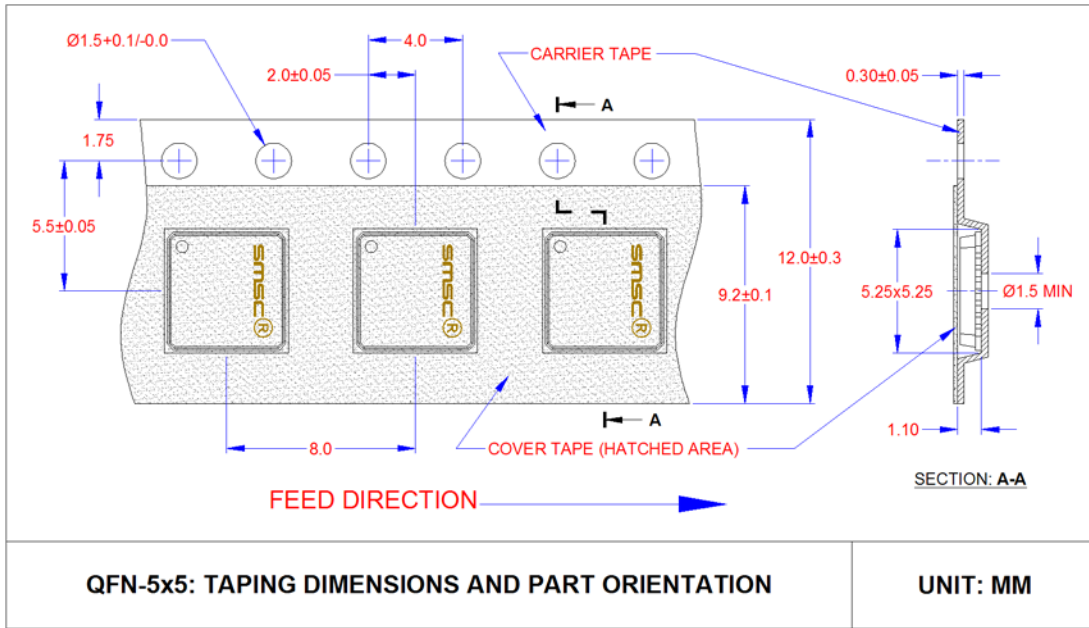 Ø1.5+0.1/-0.0
4.0
CARRIER TAPE
2.0±0.05
0.30±0.05
A
1.75
5.5±0.05
smsc®
smsc®
smsc®
12.0±0.3
9.2±0.1
5.25x5.25
Ø1.5 MIN
A
8.0
COVER TAPE (HATCHED AREA)
1.10
SECTION: A-A
FEED DIRECTION
QFN-5x5: TAPING DIMENSIONS AND PART ORIENTATION
UNIT: MM